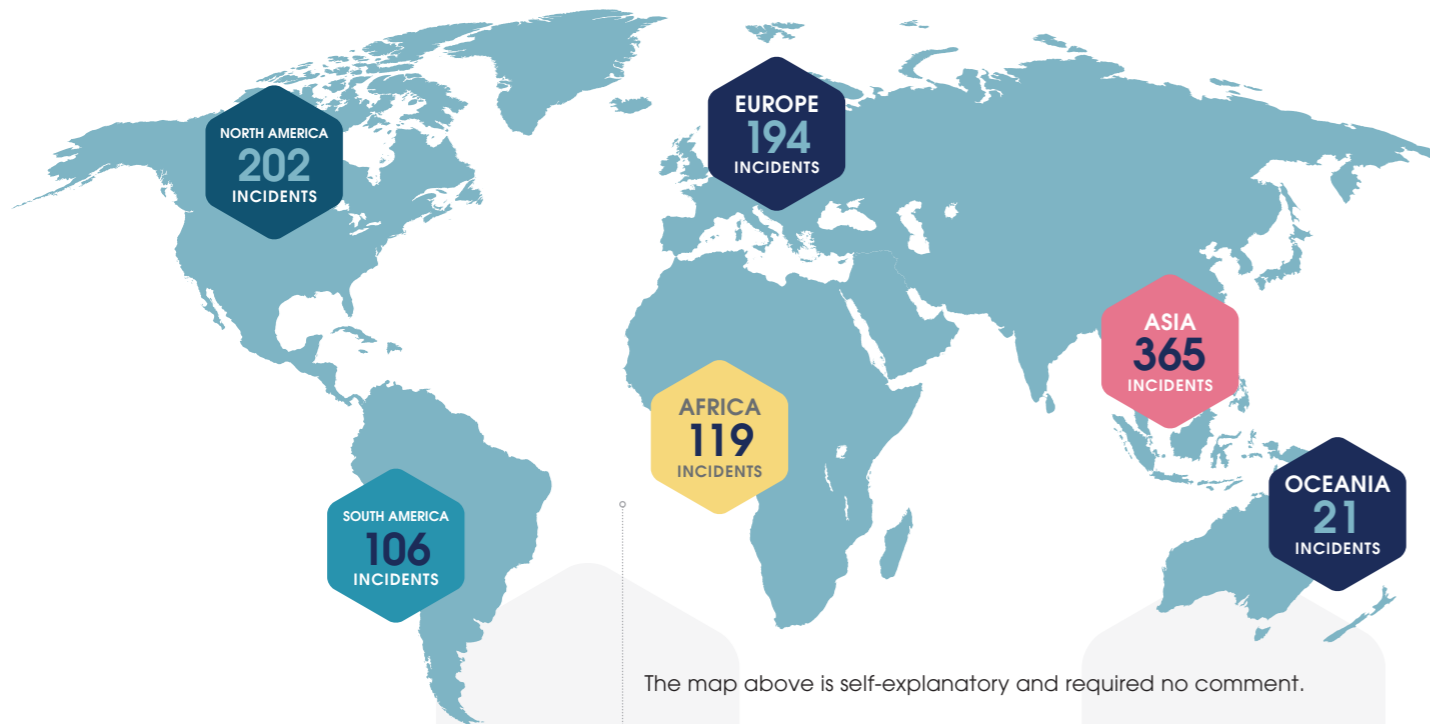 NORTH AMERICA
202
INCIDENTS
EUROPE
194
INCIDENTS
ASIA
365
INCIDENTS
AFRICA
119
INCIDENTS
OCEANIA
21
INCIDENTS
SOUTH AMERICA
106
INCIDENTS
The map above is self-explanatory and required no comment.